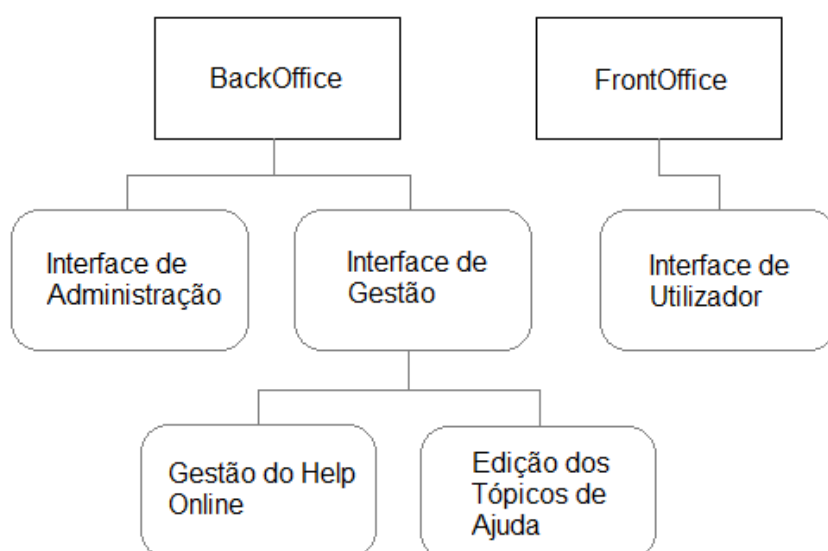 BackOffice
FrontOffice
Interface de
Administração
Interface de
Gestão
Interface de
Utilizador
Gestão do Help
Online
Edição dos
Tópicos de
Ajuda